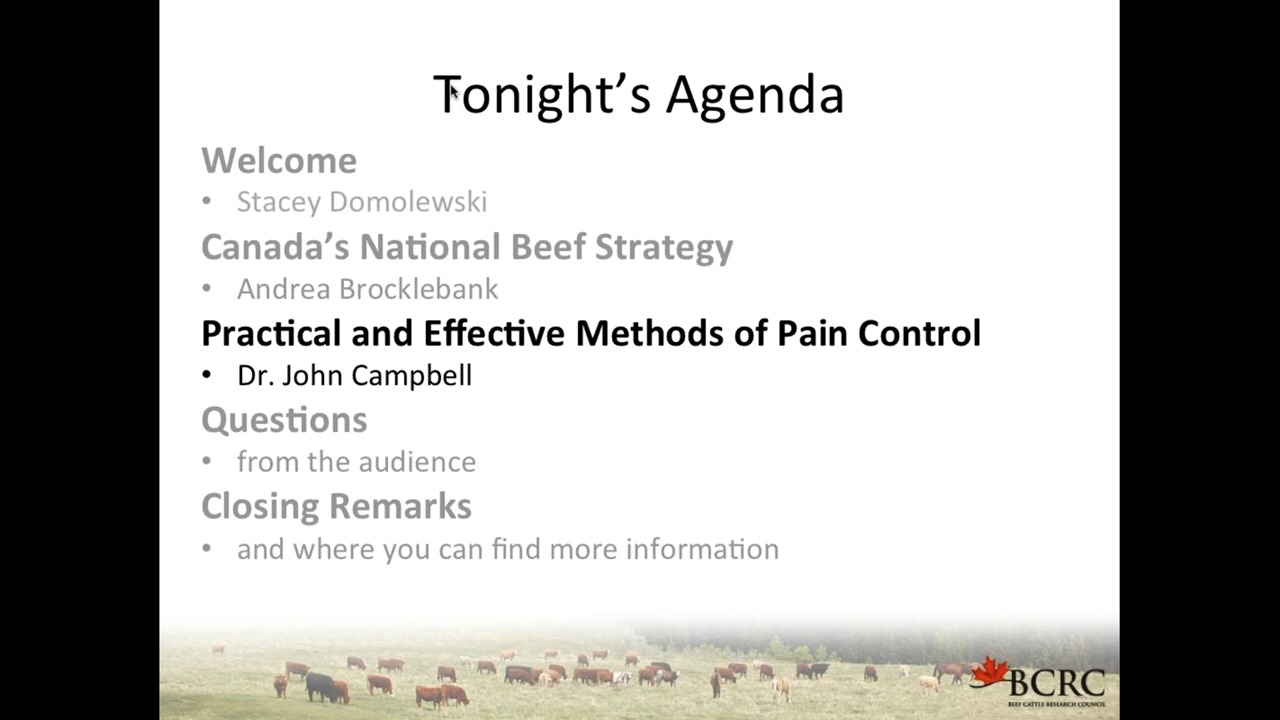 Tonight's Agenda
Welcome
• Stacey Domolewski
Canada's National Beef Strategy
• Andrea Brocklebank
Practical and Effective Methods of Pain Control
• Dr. John Campbell
Questions
• from the audience
Closing Remarks
• and where you can find more information
BCRC
BEEF CATTLE RESEARCH COUNCIL